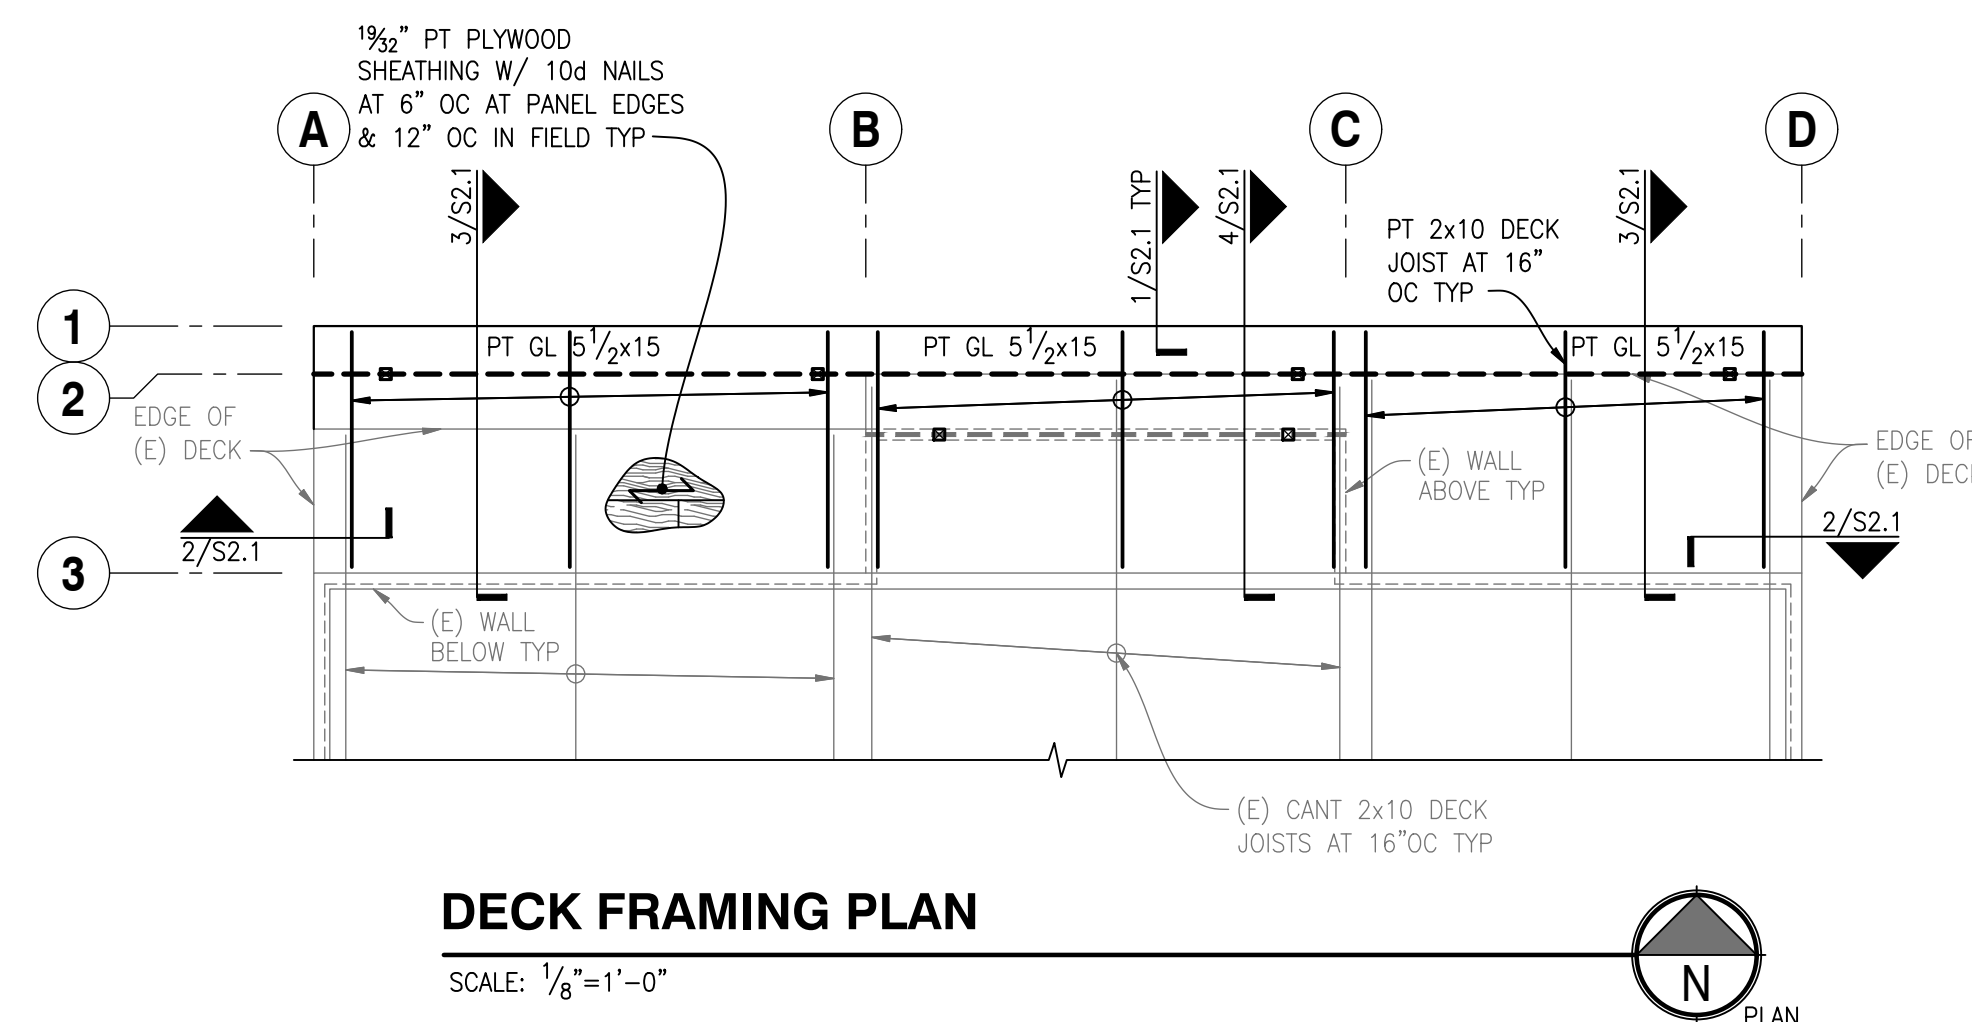 19/32" PT PLYWOOD
SHEATHING W/ 10d NAILS
AT 6" OC AT PANEL EDGES
& 12" OC IN FIELD TYP
A
B
C
D
3/S2.1
1/S2.1 TYP
4/S2.1
3/S2.1
PT 2x10 DECK
JOIST AT 16"
OC TYP
1
2
3
PT GL 5 1/2x15
PT GL 5 1/2x15
PT GL 5 1/2x15
EDGE OF
(E) DECK
EDGE OF
(E) DECK
(E) WALL
ABOVE TYP
2/S2.1
2/S2.1
(E) WALL
BELOW TYP
(E) CANT 2x10 DECK
JOISTS AT 16"OC TYP
DECK FRAMING PLAN
SCALE: 1/8"=1'-0"
N
PLAN